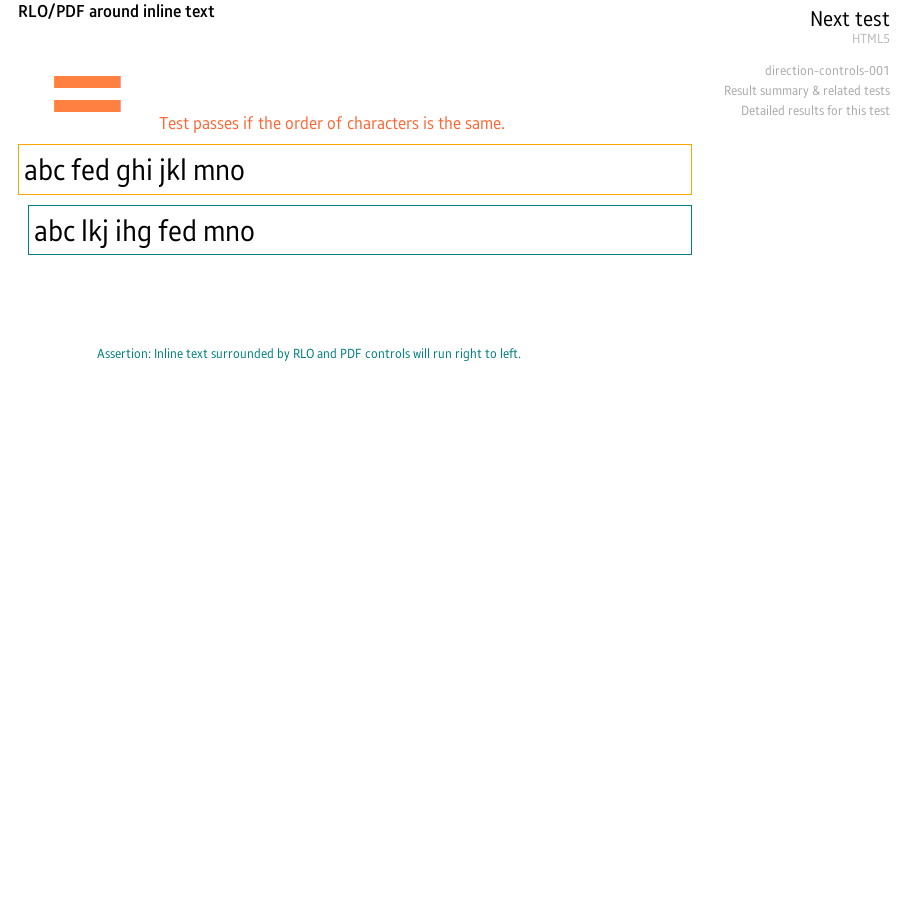 RLO/PDF around inline text
Next test
HTML5
direction-controls-001
Result summary & related tests
Detailed results for this test
Test passes if the order of characters is the same.
abc fed ghi jkl mno
abc lkj ihg fed mno
Assertion: Inline text surrounded by RLO and PDF controls will run right to left.